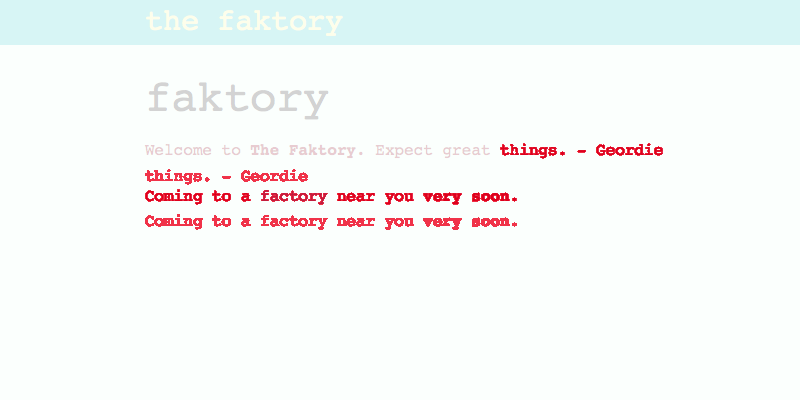 the faktory
faktory
Welcome to The Faktory. Expect great things. - Geordie
things. - Geordie
Coming to a factory near you very soon.
Coming to a factory near you very soon.